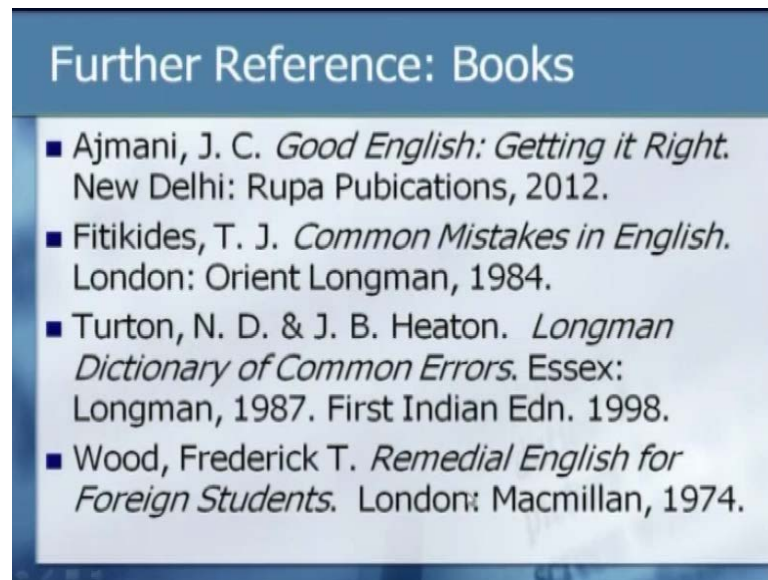 Further Reference: Books
■ Ajmani, J. C. Good English: Getting it Right.
New Delhi: Rupa Pubications, 2012.
■ Fitikides, T. J. Common Mistakes in English.
London: Orient Longman, 1984.
■ Turton, N. D. & J. B. Heaton. Longman
Dictionary of Common Errors. Essex:
Longman, 1987. First Indian Edn. 1998.
■ Wood, Frederick T. Remedial English for
Foreign Students. London: Macmillan, 1974.